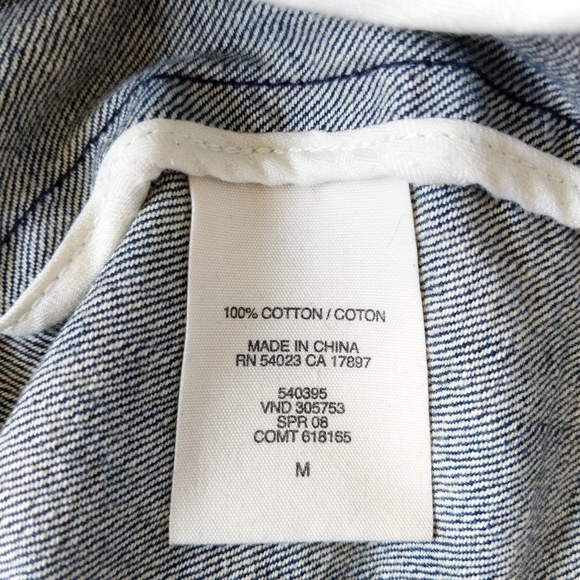 100% COTTON / COTON
MADE IN CHINA
RN 54023 CA 17897
540395
VND 305753
SPR 08
COMT 618165
M